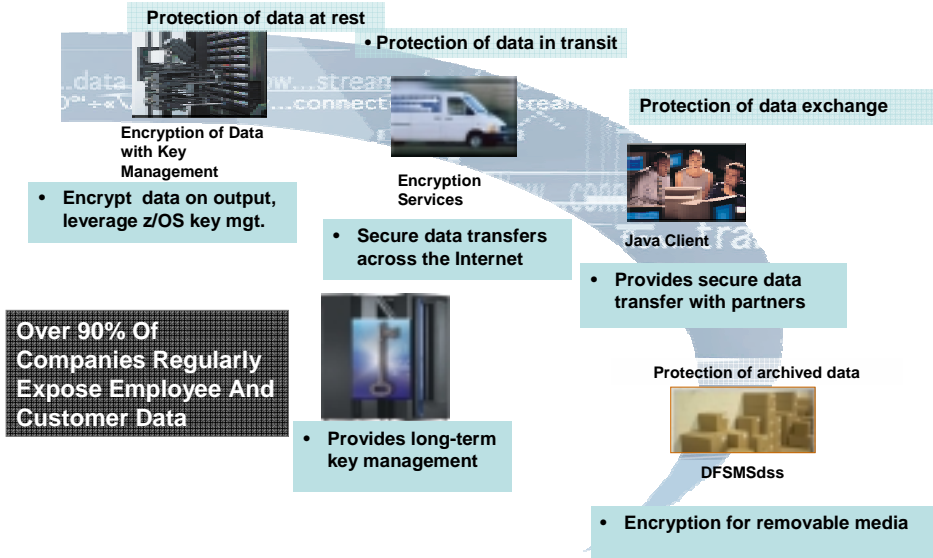 Protection of data at rest
• Protection of data in transit
Encryption of Data
with Key
Management
• Encrypt data on output,
leverage z/OS key mgt.
Encryption
Services
• Secure data transfers
across the Internet
Protection of data exchange
Java Client
• Provides secure data
transfer with partners
Over 90% Of
Companies Regularly
Expose Employee And
Customer Data
• Provides long-term
key management
Protection of archived data
DFSMSdss
• Encryption for removable media